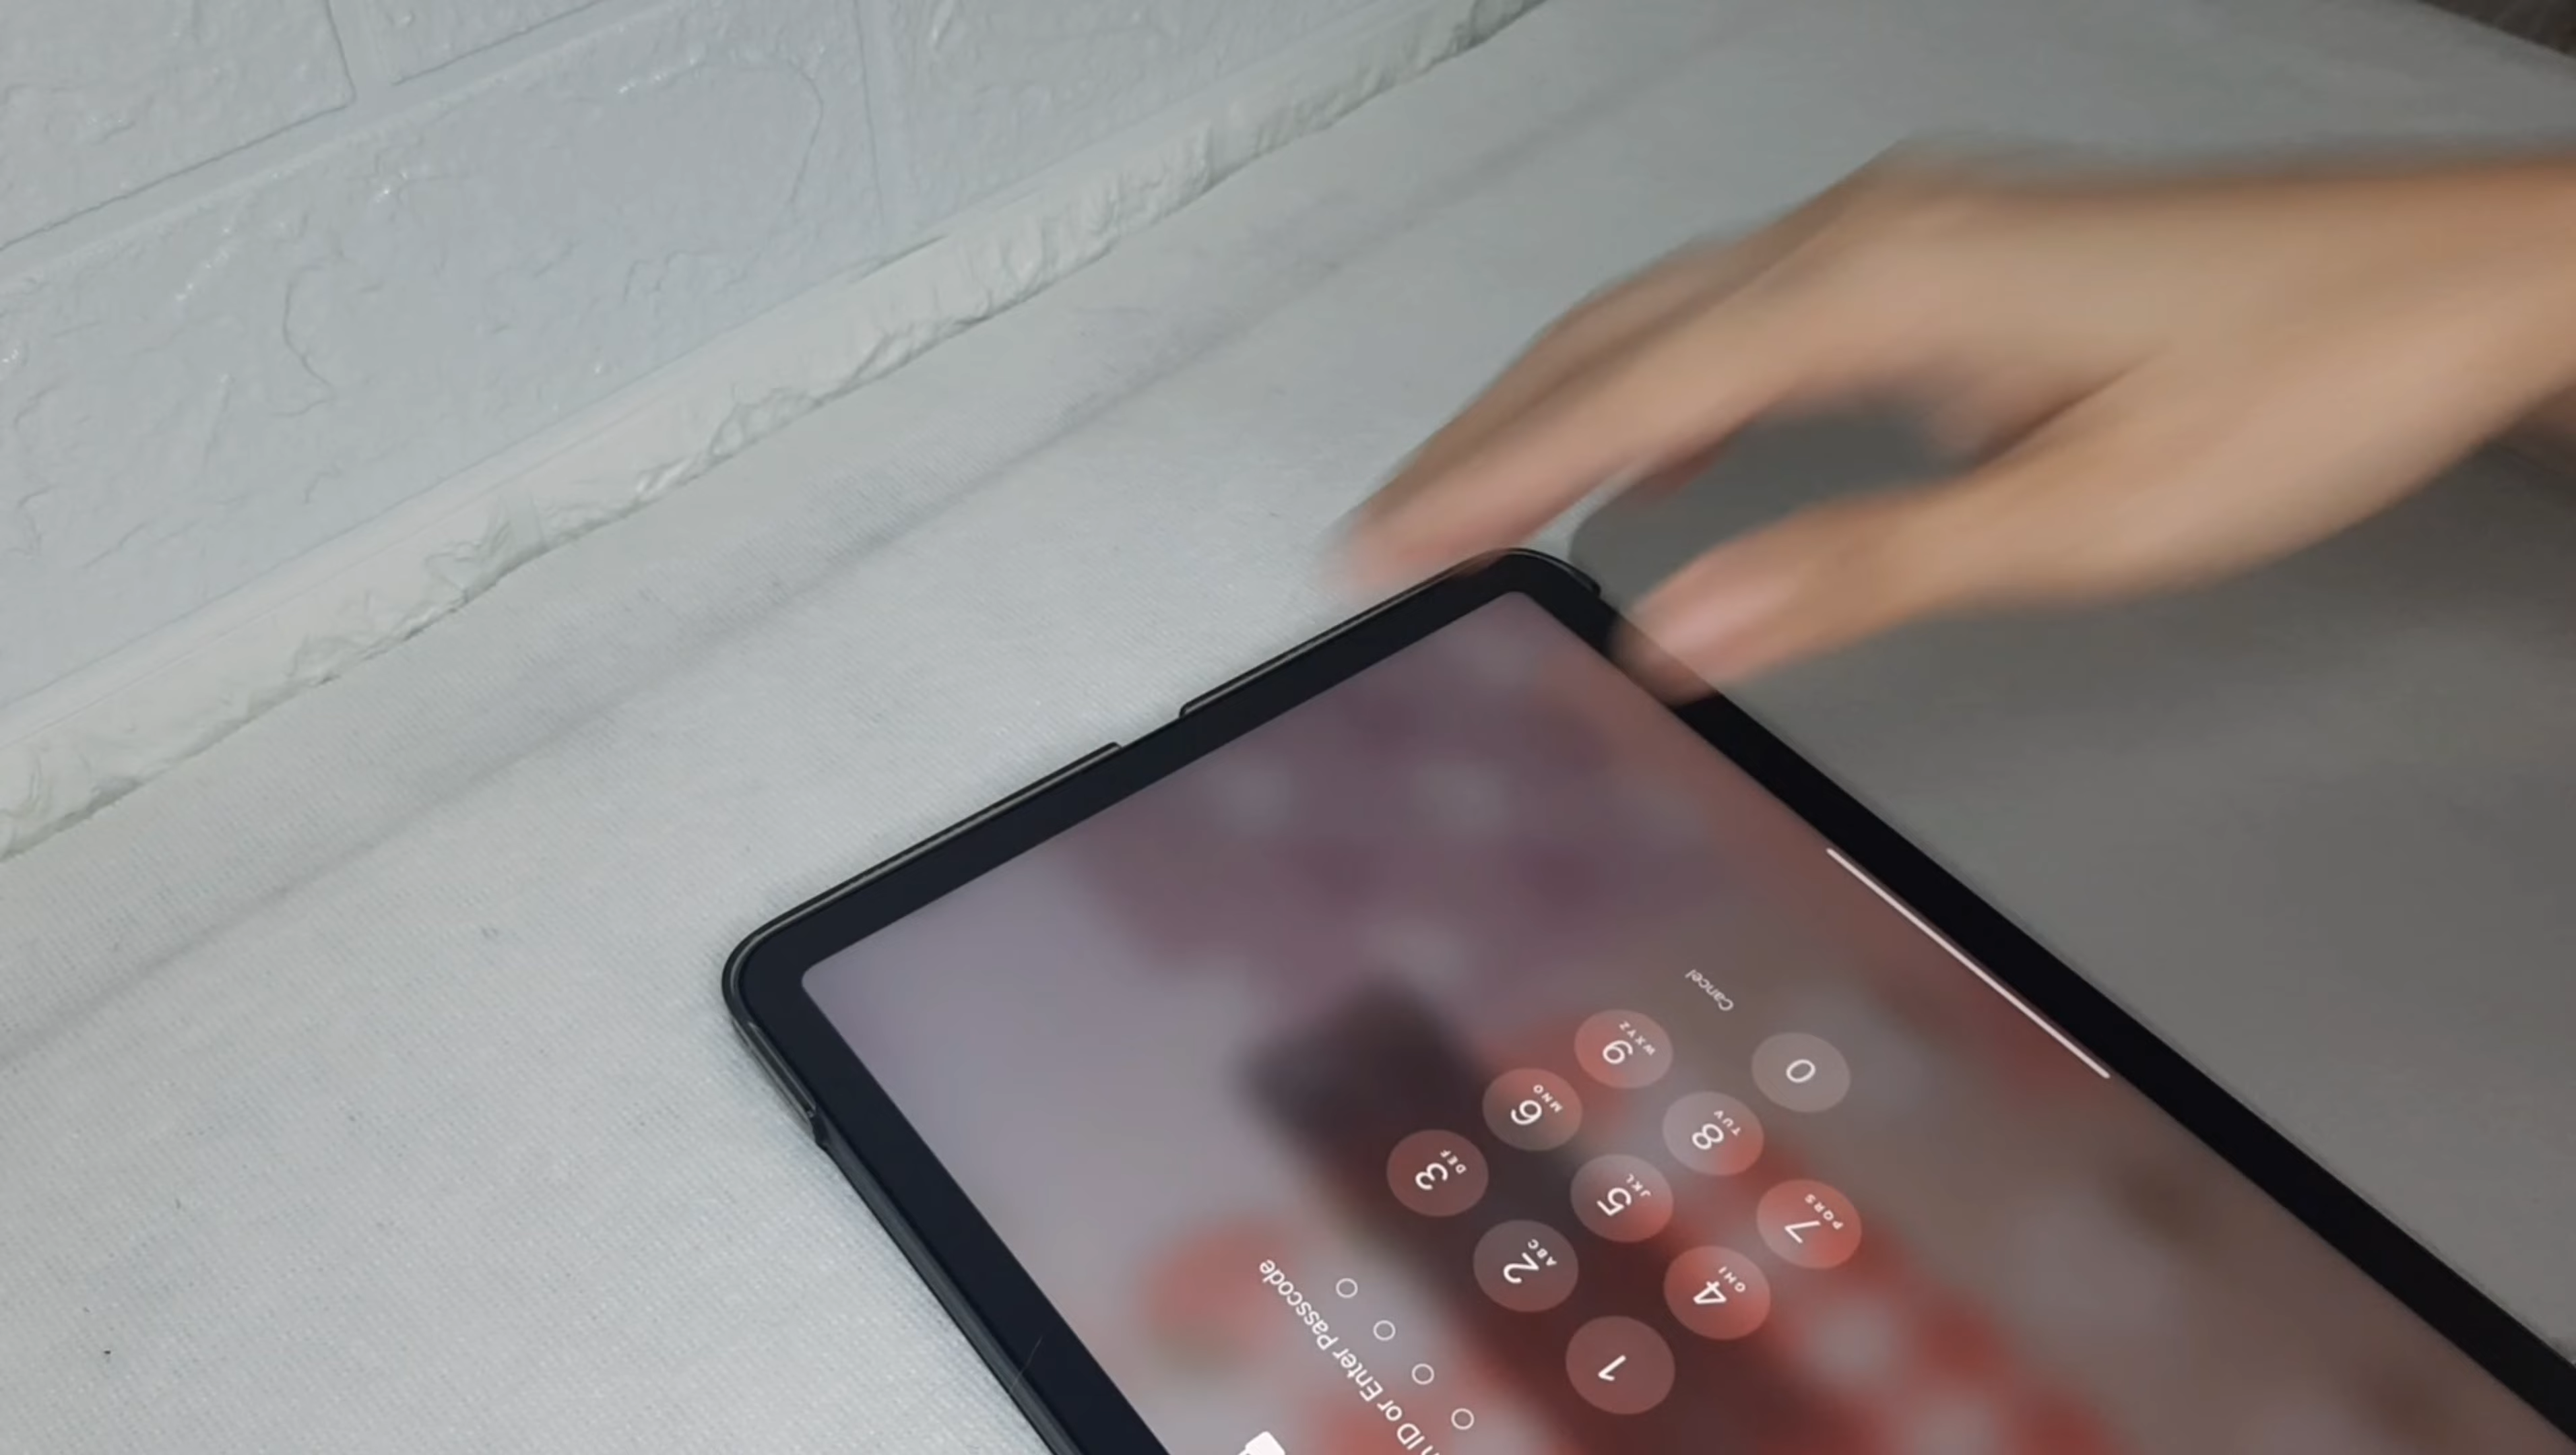 ID or Enter Passcode
1
2 ABC
3 DEF
4 GHI
5 JKL
6 MNO
7 PQRS
8 TUV
9 WXYZ
0
Cancel